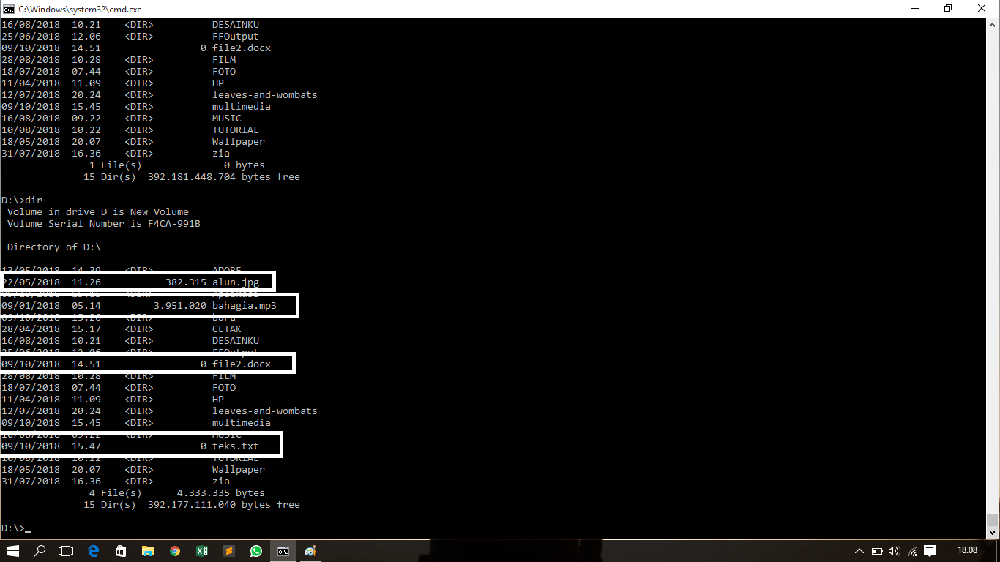 C:\Windows\system32\cmd.exe
16/08/2018  10.21    <DIR>          DESAINKU
25/06/2018  12.06    <DIR>          FFOutput
09/10/2018  14.51                 0 file2.docx
28/08/2018  10.28    <DIR>          FILM
18/07/2018  07.44    <DIR>          FOTO
11/04/2018  11.09    <DIR>          HP
12/07/2018  20.24    <DIR>          leaves-and-wombats
09/10/2018  15.45    <DIR>          multimedia
16/08/2018  09.22    <DIR>          MUSIC
10/08/2018  10.22    <DIR>          TUTORIAL
18/05/2018  20.07    <DIR>          Wallpaper
31/07/2018  16.36    <DIR>          zia
               1 File(s)              0 bytes
              15 Dir(s)  392.181.448.704 bytes free
D:\>dir
 Volume in drive D is New Volume
 Volume Serial Number is F4CA-991B
 Directory of D:\
13/05/2018  14.39    <DIR>          ADOBE
22/05/2018  11.26           382.315 alun.jpg
<DIR>
09/01/2018  05.14         3.951.020 bahagia.mp3
09/10/2018  15.26    <DIR>          baru
28/04/2018  15.17    <DIR>          CETAK
16/08/2018  10.21    <DIR>          DESAINKU
25/06/2018  12.06    <DIR>          FFOutput
09/10/2018  14.51                 0 file2.docx
28/08/2018  10.28    <DIR>          FILM
18/07/2018  07.44    <DIR>          FOTO
11/04/2018  11.09    <DIR>          HP
12/07/2018  20.24    <DIR>          leaves-and-wombats
09/10/2018  15.45    <DIR>          multimedia
16/08/2018  09.22    <DIR>          MUSIC
09/10/2018  15.47                 0 teks.txt
10/08/2018  10.22    <DIR>          TUTORIAL
18/05/2018  20.07    <DIR>          Wallpaper
31/07/2018  16.36    <DIR>          zia
               4 File(s)      4.333.335 bytes
              15 Dir(s)  392.177.111.040 bytes free
D:\>
18.08